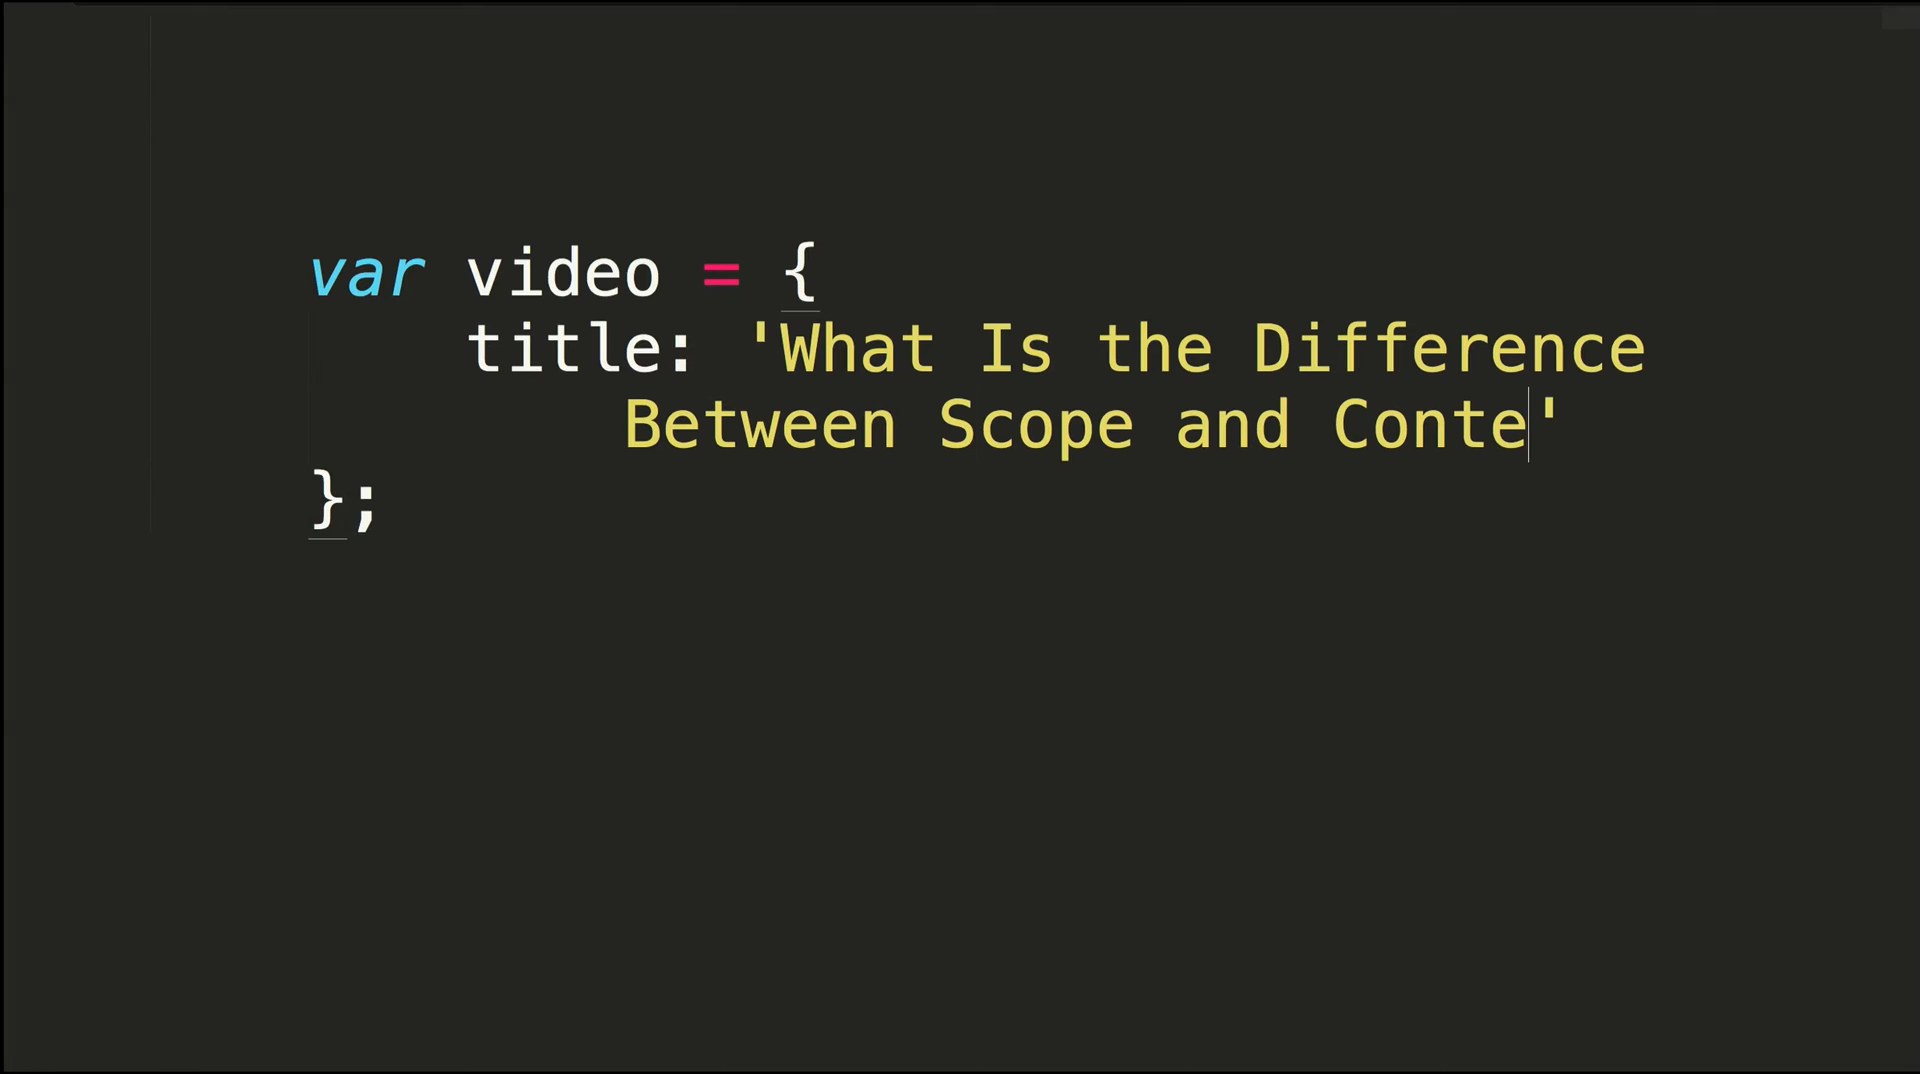 var video = {
title: 'What Is the Difference
Between Scope and Conte'
};